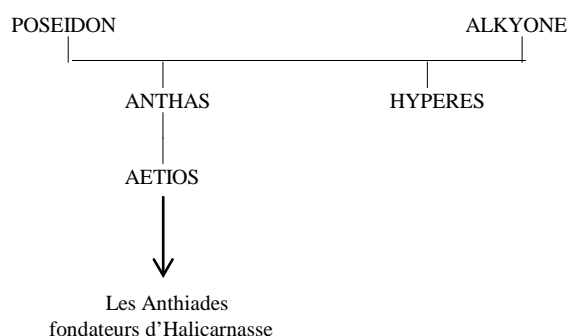 POSEIDON ALKYONE
ANTHAS HYPERES
AETIOS
Les Anthiades
fondateurs d'Halicarnasse